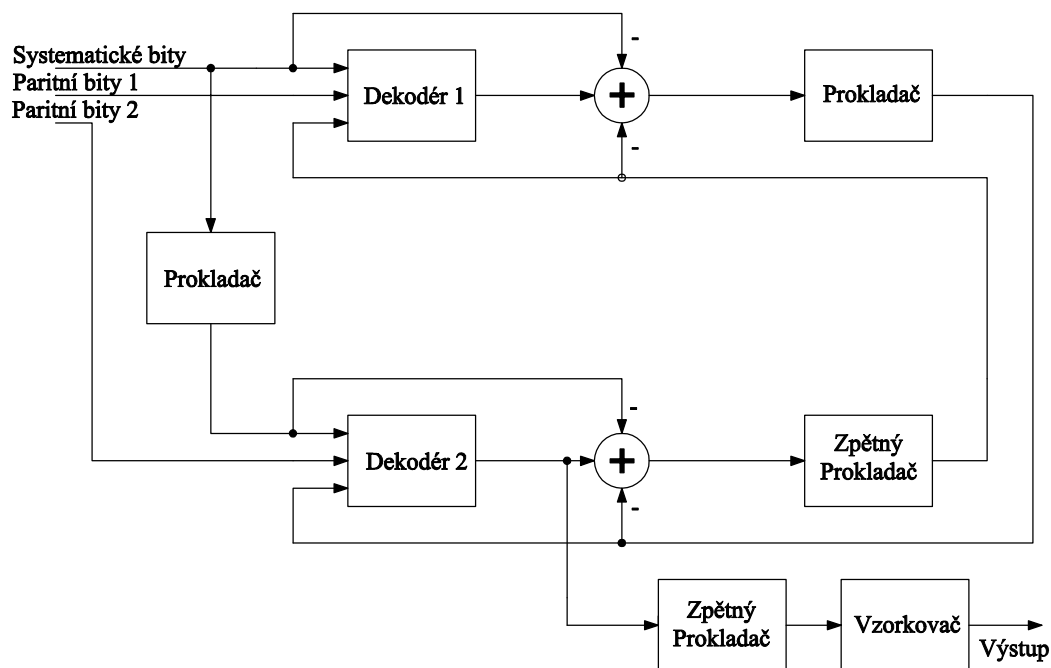 Systematické bity
Paritní bity 1
Paritní bity 2
Dekodér 1
-
+
-
Prokladač
Prokladač
Dekodér 2
-
+
-
Zpětný
Prokladač
Zpětný
Prokladač
Vzorkovač
Výstup